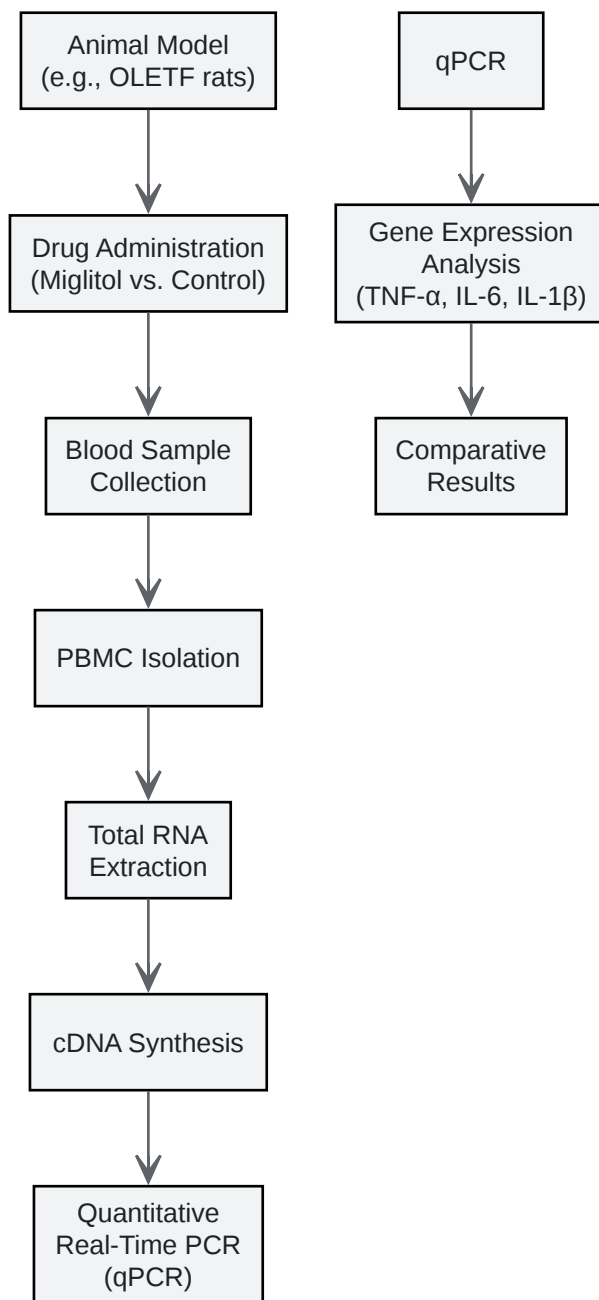 Animal Model
(e.g., OLETF rats)
Drug Administration
(Miglitol vs. Control)
Blood Sample
Collection
PBMC Isolation
Total RNA
Extraction
cDNA Synthesis
Quantitative
Real-Time PCR
(qPCR)
qPCR
Gene Expression
Analysis
(TNF-α, IL-6, IL-1β)
Comparative
Results